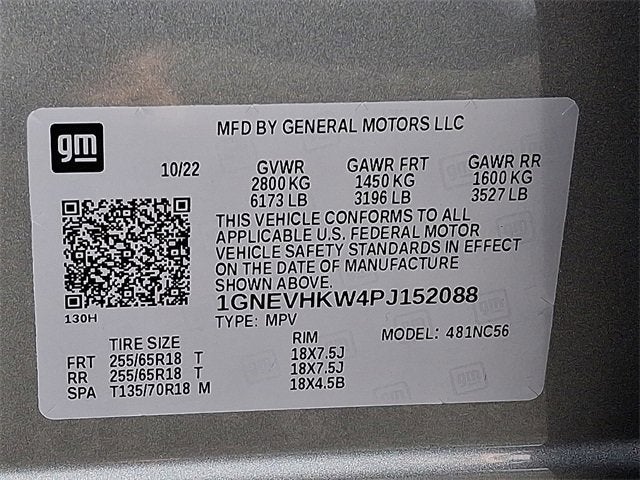 gm
MFD BY GENERAL MOTORS LLC
10/22 GVWR GAWR FRT GAWR RR
2800 KG 1450 KG 1600 KG
6173 LB 3196 LB 3527 LB
THIS VEHICLE CONFORMS TO ALL
APPLICABLE U.S. FEDERAL MOTOR
VEHICLE SAFETY STANDARDS IN EFFECT
ON THE DATE OF MANUFACTURE
SHOWN ABOVE.
1GNEVHKW4PJ152088
130H
TYPE: MPV MODEL: 481NC56
TIRE SIZE RIM
FRT 255/65R18 T 18X7.5J
RR 255/65R18 T 18X7.5J
SPA T135/70R18 M 18X4.5B